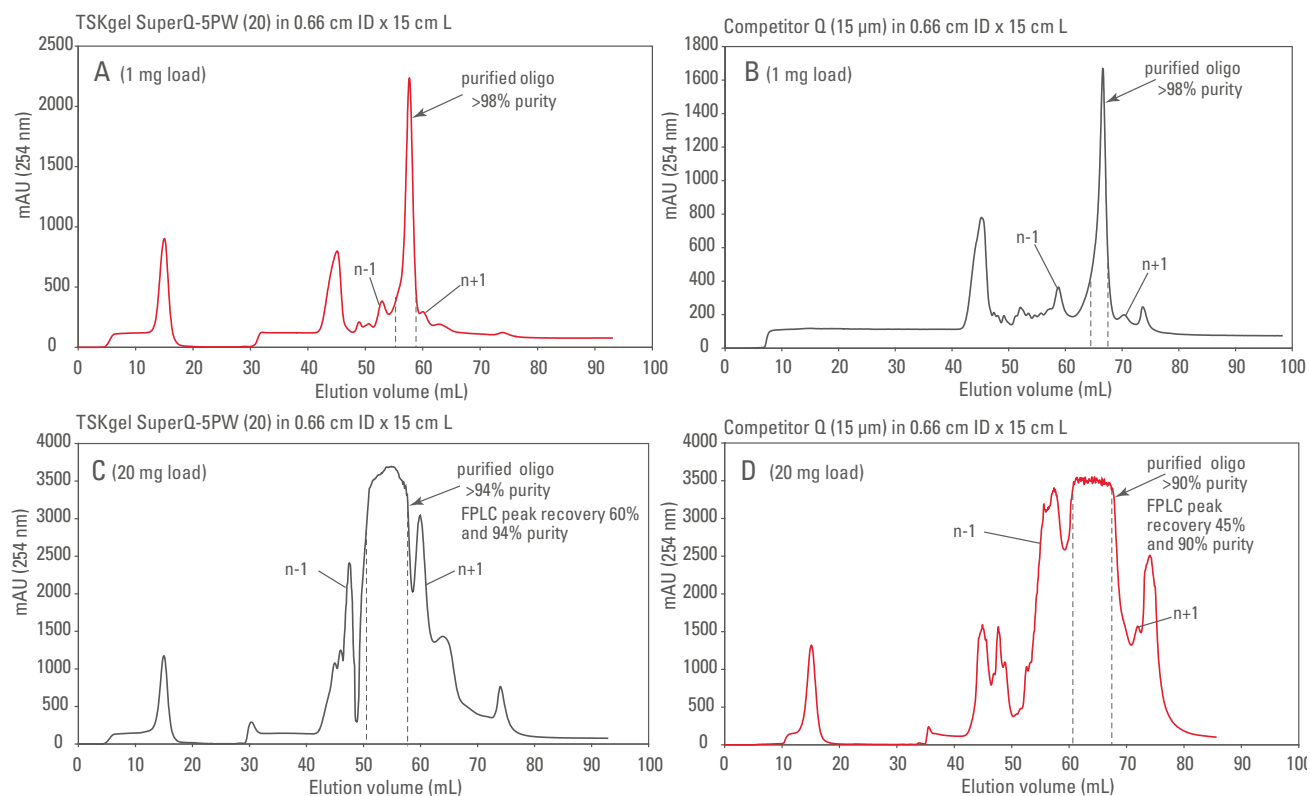 TSKgel SuperQ-5PW (20) in 0.66 cm ID x 15 cm L
A (1 mg load)
purified oligo
>98% purity
n-1
n+1
mAU (254 nm)
2500
2000
1500
1000
500
0
0 10 20 30 40 50 60 70 80 90 100
Elution volume (mL)
Competitor Q (15 µm) in 0.66 cm ID x 15 cm L
B (1 mg load)
purified oligo
>98% purity
n-1
n+1
mAU (254 nm)
1800
1600
1400
1200
1000
800
600
400
200
0
0 10 20 30 40 50 60 70 80 90 100
Elution volume (mL)
TSKgel SuperQ-5PW (20) in 0.66 cm ID x 15 cm L
C (20 mg load)
purified oligo
>94% purity
FPLC peak recovery 60%
and 94% purity
n-1
n+1
mAU (254 nm)
4000
3500
3000
2500
2000
1500
1000
500
0
0 10 20 30 40 50 60 70 80 90 100
Elution volume (mL)
Competitor Q (15 µm) in 0.66 cm ID x 15 cm L
D (20 mg load)
purified oligo
>90% purity
FPLC peak
recovery 45%
and 90% purity
n-1
n+1
mAU (254 nm)
4000
3500
3000
2500
2000
1500
1000
500
0
0 10 20 30 40 50 60 70 80 90 100
Elution volume (mL)